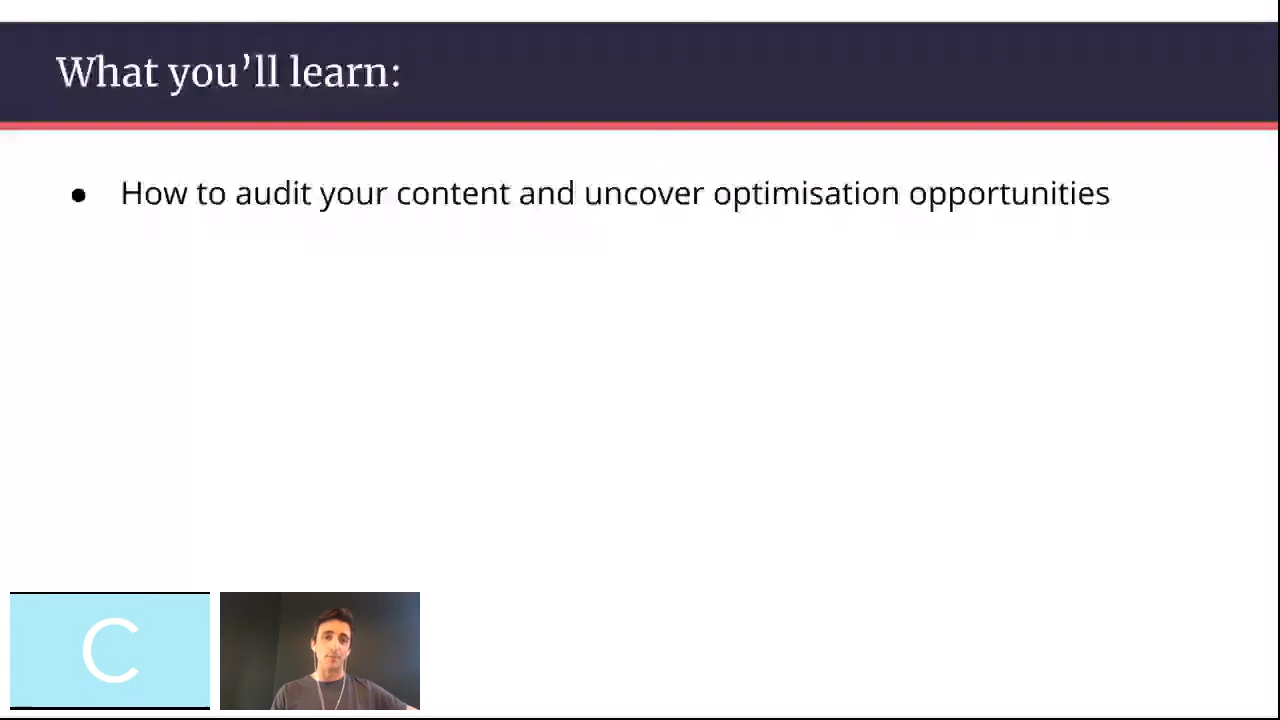 What you’ll learn:
● How to audit your content and uncover optimisation opportunities
C